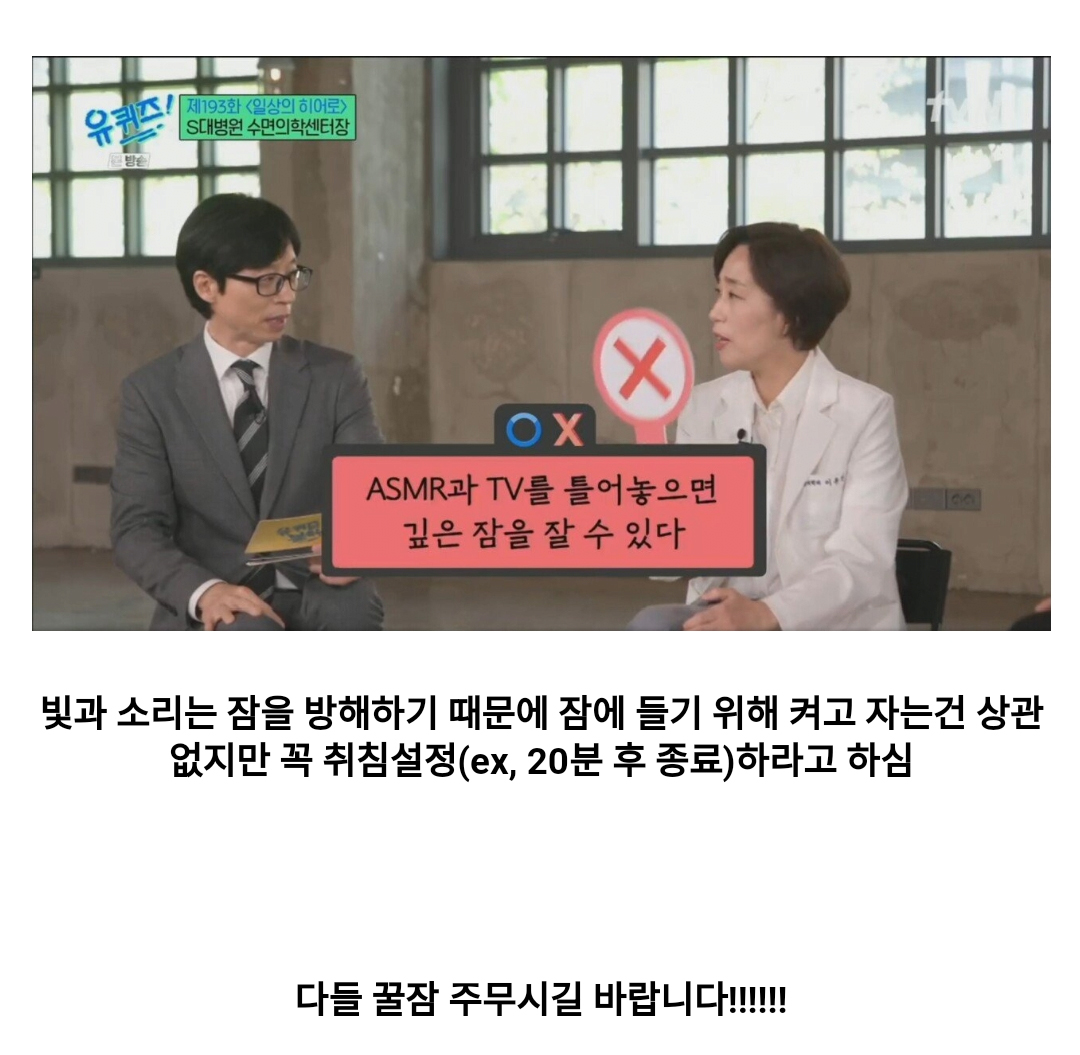 유퀴즈!
제193화 <일상의 히어로>
S대병원 수면의학센터장
본 방송
tvN
O X
X
ASMR과 TV를 틀어놓으면
깊은 잠을 잘 수 있다
빛과 소리는 잠을 방해하기 때문에 잠에 들기 위해 켜고 자는건 상관
없지만 꼭 취침설정(ex, 20분 후 종료)하라고 하심
다들 꿀잠 주무시길 바랍니다!!!!!!